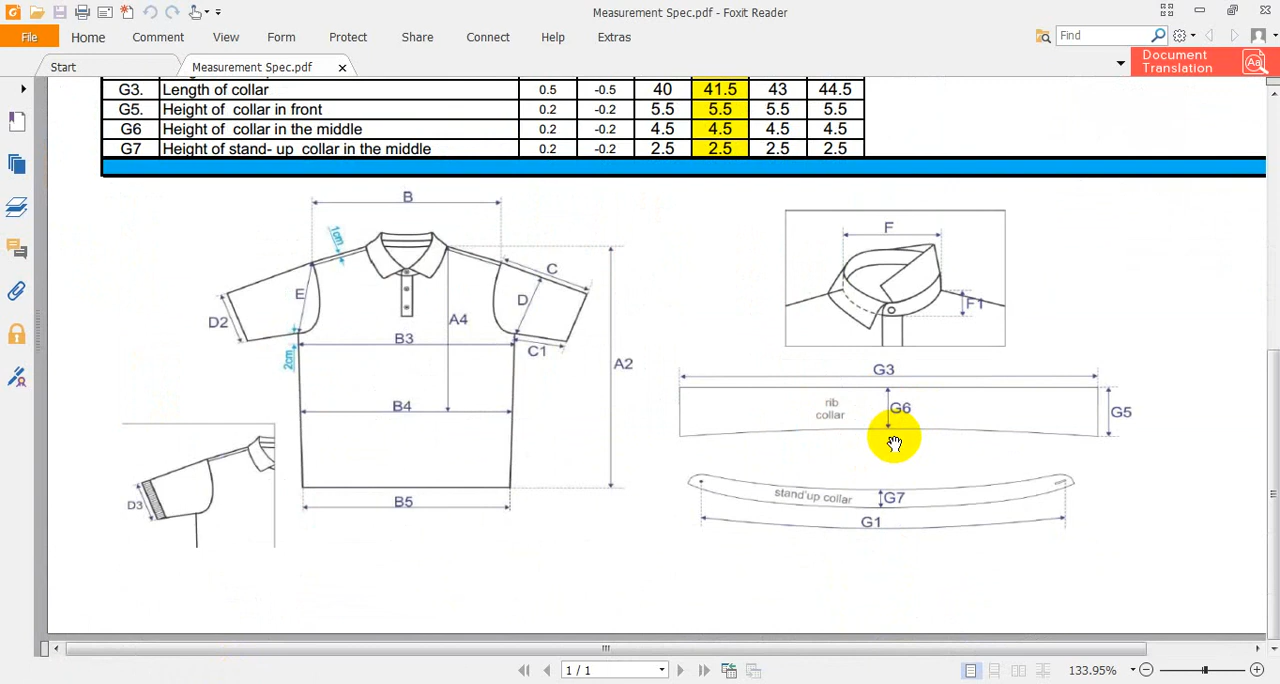 Measurement Spec.pdf - Foxit Reader
File Home Comment View Form Protect Share Connect Help Extras Find
Start Measurement Spec.pdf Document Translation
G3. Length of collar 0.5 -0.5 40 41.5 43 44.5
G5. Height of collar in front 0.2 -0.2 5.5 5.5 5.5 5.5
G6 Height of collar in the middle 0.2 -0.2 4.5 4.5 4.5 4.5
G7 Height of stand- up collar in the middle 0.2 -0.2 2.5 2.5 2.5 2.5
B
1cm
C
E
D
D2
A4
B3
C1
2cm
A2
B4
B5
D3
F
F1
G3
rib
collar
G6
G5
stand'up collar
G7
G1
1 / 1
133.95%